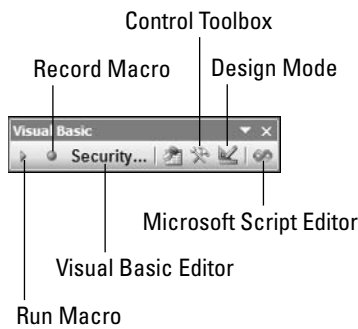 Control Toolbox
Record Macro
Design Mode
Visual Basic
Security...
Microsoft Script Editor
Visual Basic Editor
Run Macro